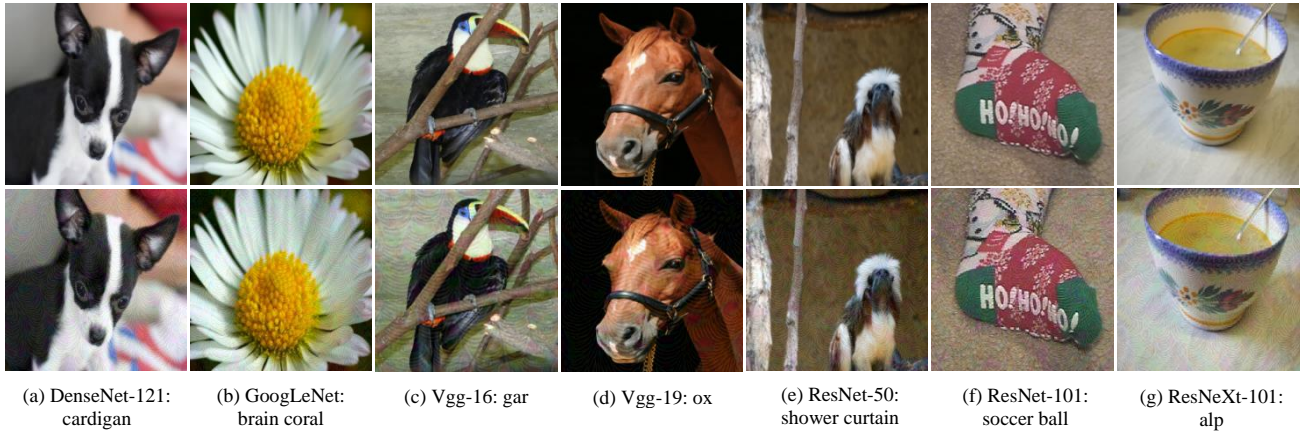 HO!HO!HO!
HO!HO!HO!
(a) DenseNet-121:
cardigan
(b) GoogLeNet:
brain coral
(c) Vgg-16: gar
(d) Vgg-19: ox
(e) ResNet-50:
shower curtain
(f) ResNet-101:
soccer ball
(g) ResNeXt-101:
alp